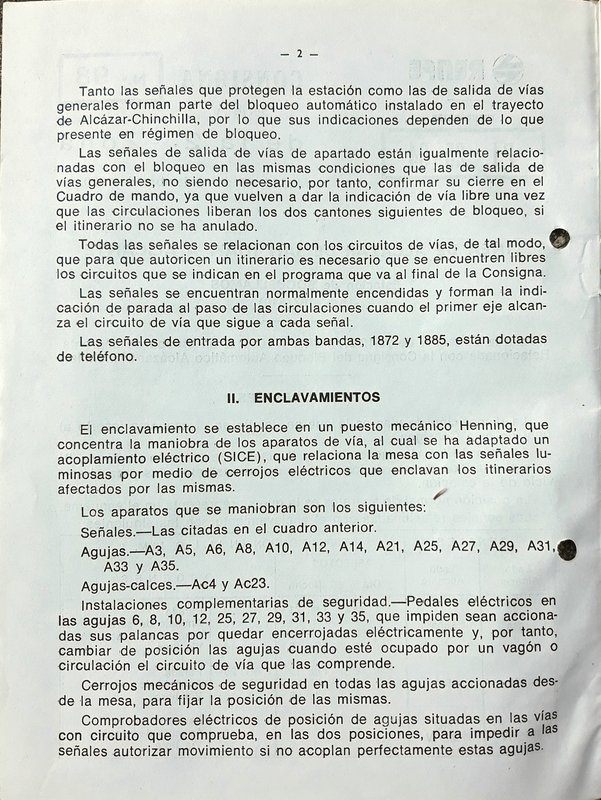 — 2 —
Tanto las señales que protegen la estación como las de salida de vías
generales forman parte del bloqueo automático instalado en el trayecto
de Alcázar-Chinchilla, por lo que sus indicaciones dependen de lo que
presente en régimen de bloqueo.
Las señales de salida de vías de apartado están igualmente relacio-
nadas con el bloqueo en las mismas condiciones que las de salida de
vías generales, no siendo necesario, por tanto, confirmar su cierre en el
Cuadro de mando, ya que vuelven a dar la indicación de vía libre una vez
que las circulaciones liberan los dos cantones siguientes de bloqueo, si
el itinerario no se ha anulado.
Todas las señales se relacionan con los circuitos de vías, de tal modo,
que para que autoricen un itinerario es necesario que se encuentren libres
los circuitos que se indican en el programa que va al final de la Consigna.
Las señales se encuentran normalmente encendidas y forman la indi-
cación de parada al paso de las circulaciones cuando el primer eje alcan-
za el circuito de vía que sigue a cada señal.
Las señales de entrada por ambas bandas, 1872 y 1885, están dotadas
de teléfono.
II. ENCLAVAMIENTOS
El enclavamiento se establece en un puesto mecánico Henning, que
concentra la maniobra de los aparatos de vía, al cual se ha adaptado un
acoplamiento eléctrico (SICE), que relaciona la mesa con las señales lu-
minosas por medio de cerrojos eléctricos que enclavan los itinerarios
afectados por las mismas.
Los aparatos que se maniobran son los siguientes:
Señales.—Las citadas en el cuadro anterior.
Agujas.—A3, A5, A6, A8, A10, A12, A14, A21, A25, A27, A29, A31,
A33 y A35.
Agujas-calces.—Ac4 y Ac23.
Instalaciones complementarias de seguridad.—Pedales eléctricos en
las agujas 6, 8, 10, 12, 25, 27, 29, 31, 33 y 35, que impiden sean acciona-
das sus palancas por quedar encerrojadas eléctricamente y, por tanto,
cambiar de posición las agujas cuando esté ocupado por un vagón o
circulación el circuito de vía que las comprende.
Cerrojos mecánicos de seguridad en todas las agujas accionadas des-
de la mesa, para fijar la posición de las mismas.
Comprobadores eléctricos de posición de agujas situadas en las vías
con circuito que comprueba, en las dos posiciones, para impedir a las
señales autorizar movimiento si no acoplan perfectamente estas agujas.